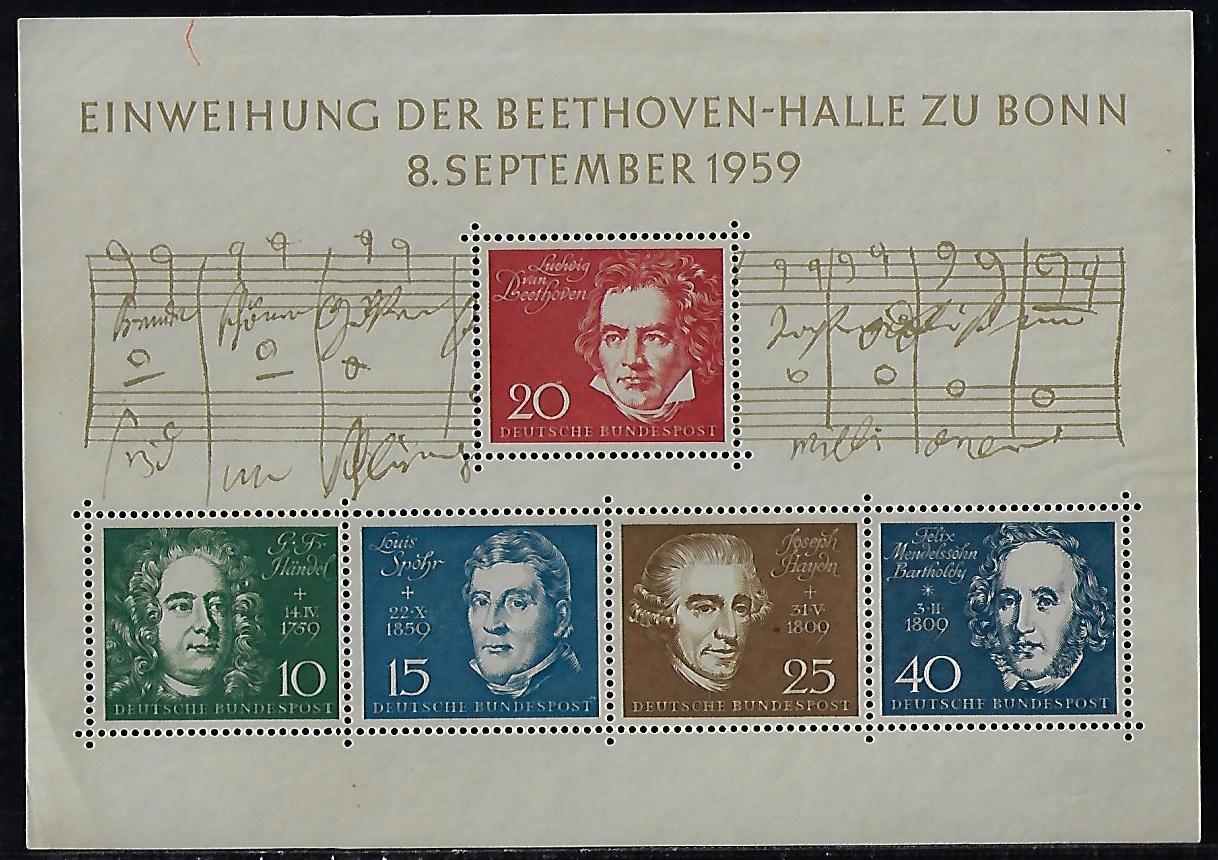 EINWEIHUNG DER BEETHOVEN-HALLE ZU BONN
8. SEPTEMBER 1959
Ludwig
van
Beethoven
20
DEUTSCHE BUNDESPOST
G. Fr.
Händel
+
14·IV.
1759
10
DEUTSCHE BUNDESPOST
Louis
Spohr
+
22·X·
1859
15
DEUTSCHE BUNDESPOST
Joseph
Haydn
+
31·V·
1809
25
DEUTSCHE BUNDESPOST
Felix
Mendelssohn
Bartholdy
*
3·II·
1809
40
DEUTSCHE BUNDESPOST